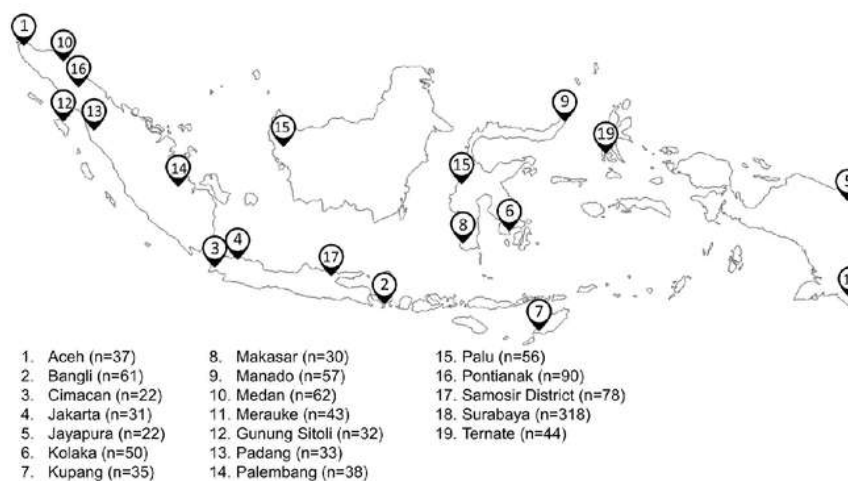 1
10
16
12
13
14
15
9
19
15
5
6
8
4
3
17
2
7
1. Aceh (n=37)
2. Bangli (n=61)
3. Cimacan (n=22)
4. Jakarta (n=31)
5. Jayapura (n=22)
6. Kolaka (n=50)
7. Kupang (n=35)
8. Makasar (n=30)
9. Manado (n=57)
10. Medan (n=62)
11. Merauke (n=43)
12. Gunung Sitoli (n=32)
13. Padang (n=33)
14. Palembang (n=38)
15. Palu (n=56)
16. Pontianak (n=90)
17. Samosir District (n=78)
18. Surabaya (n=318)
19. Ternate (n=44)